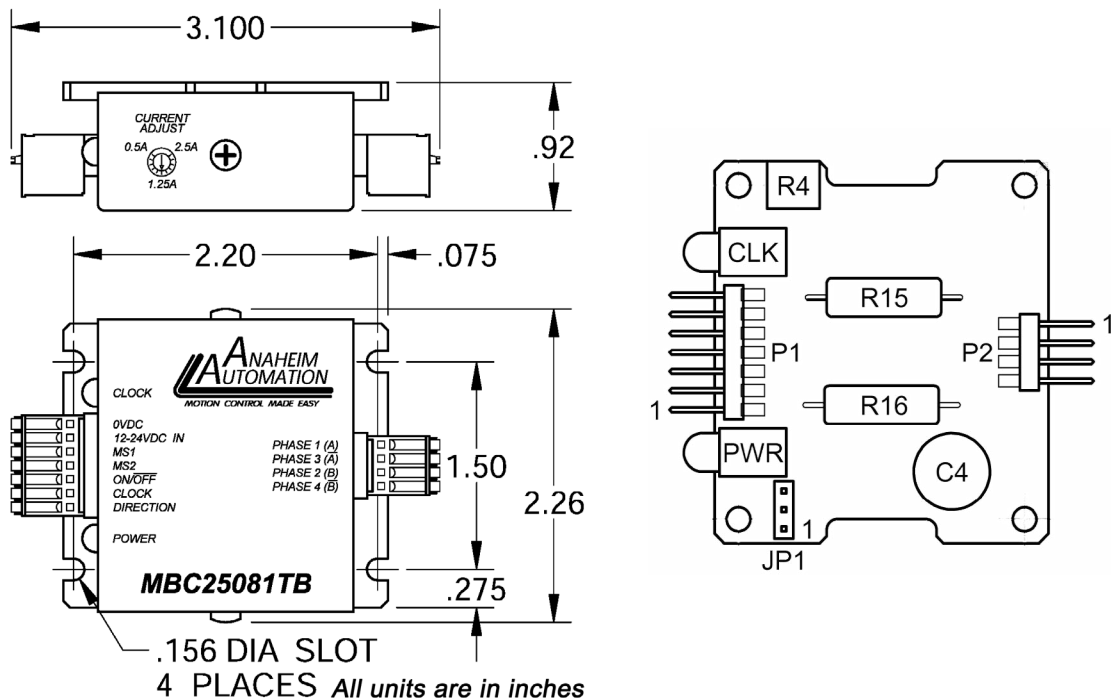 3.100
CURRENT
ADJUST
0.5A 2.5A
1.25A
.92
2.20
.075
ANAHEIM
AUTOMATION
MOTION CONTROL MADE EASY
CLOCK
0VDC
12-24VDC IN
MS1
MS2
ON/O̅F̅F̅
CLOCK
DIRECTION
POWER
PHASE 1 (A)
PHASE 3 (A̅)
PHASE 2 (B)
PHASE 4 (B̅)
MBC25081TB
1.50
2.26
.275
.156 DIA SLOT
4 PLACES All units are in inches
R4
CLK
R15
1
P1
P2
1
R16
PWR
C4
1
JP1